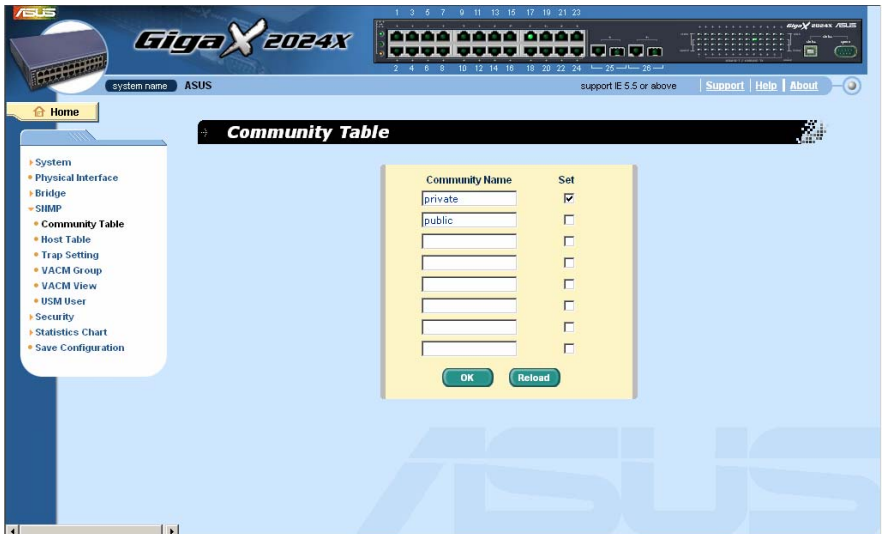 ASUS
GigaX 2024X
1 3 5 7 9 11 13 15 17 19 21 23
2 4 6 8 10 12 14 16 18 20 22 24 25 26
GigaX 2024X ASUS
system name ASUS
support IE 5.5 or above
Support | Help | About
Home
Community Table
System
Physical Interface
Bridge
SNMP
Community Table
Host Table
Trap Setting
VACM Group
VACM View
USM User
Security
Statistics Chart
Save Configuration
Community Name Set
private
public
OK Reload
ASUS